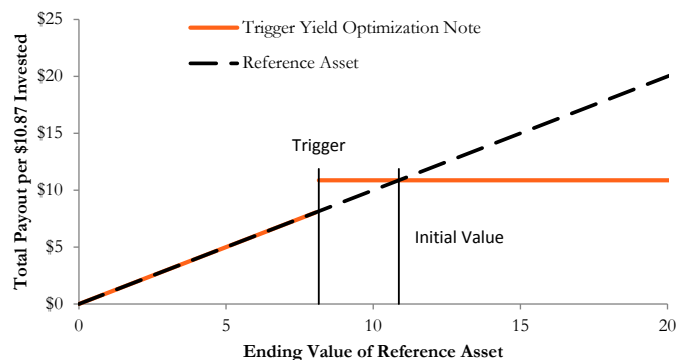 Total Payout per $10.87 Invested
$25
$20
$15
$10
$5
$0
Trigger Yield Optimization Note
Reference Asset
Trigger
Initial Value
0
5
10
15
20
Ending Value of Reference Asset